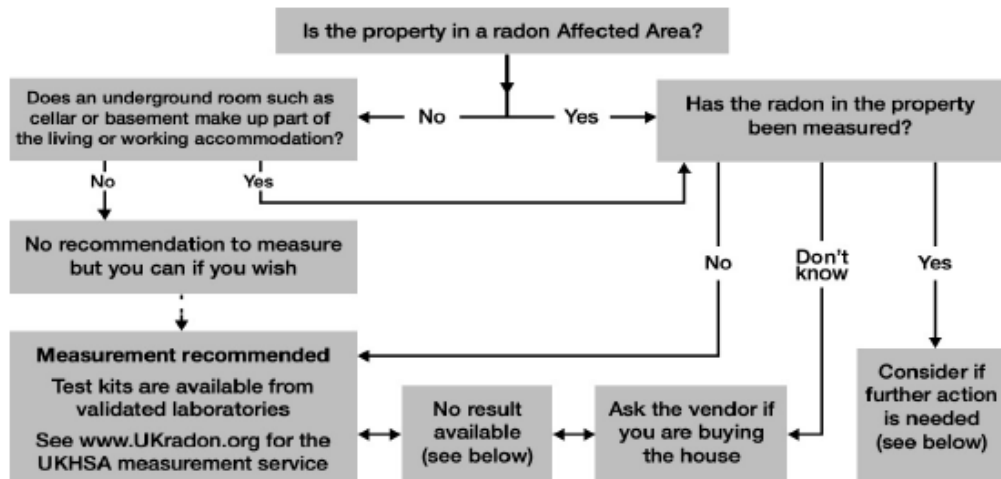 Is the property in a radon Affected Area?
Does an underground room such as
cellar or basement make up part of
the living or working accommodation?
No
Yes
Has the radon in the property
been measured?
No
Yes
No recommendation to measure
but you can if you wish
No
Don't
know
Yes
Measurement recommended
Test kits are available from
validated laboratories
See www.UKradon.org for the
UKHSA measurement service
No result
available
(see below)
Ask the vendor if
you are buying
the house
Consider if
further action
is needed
(see below)